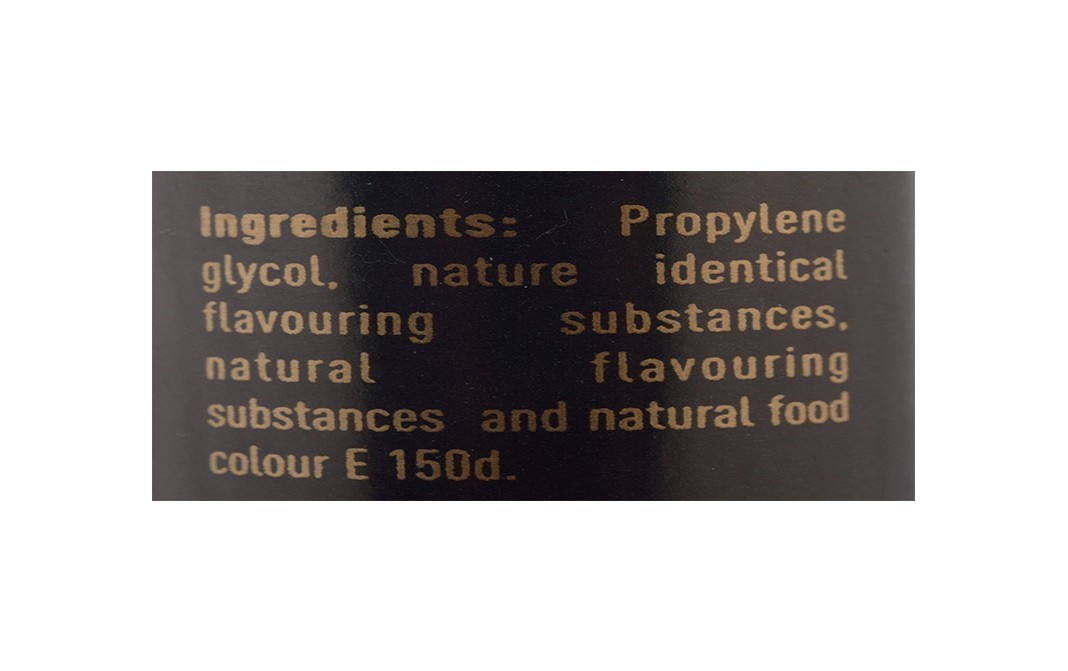 Ingredients: Propylene
glycol, nature identical
flavouring substances,
natural flavouring
substances and natural food
colour E 150d.